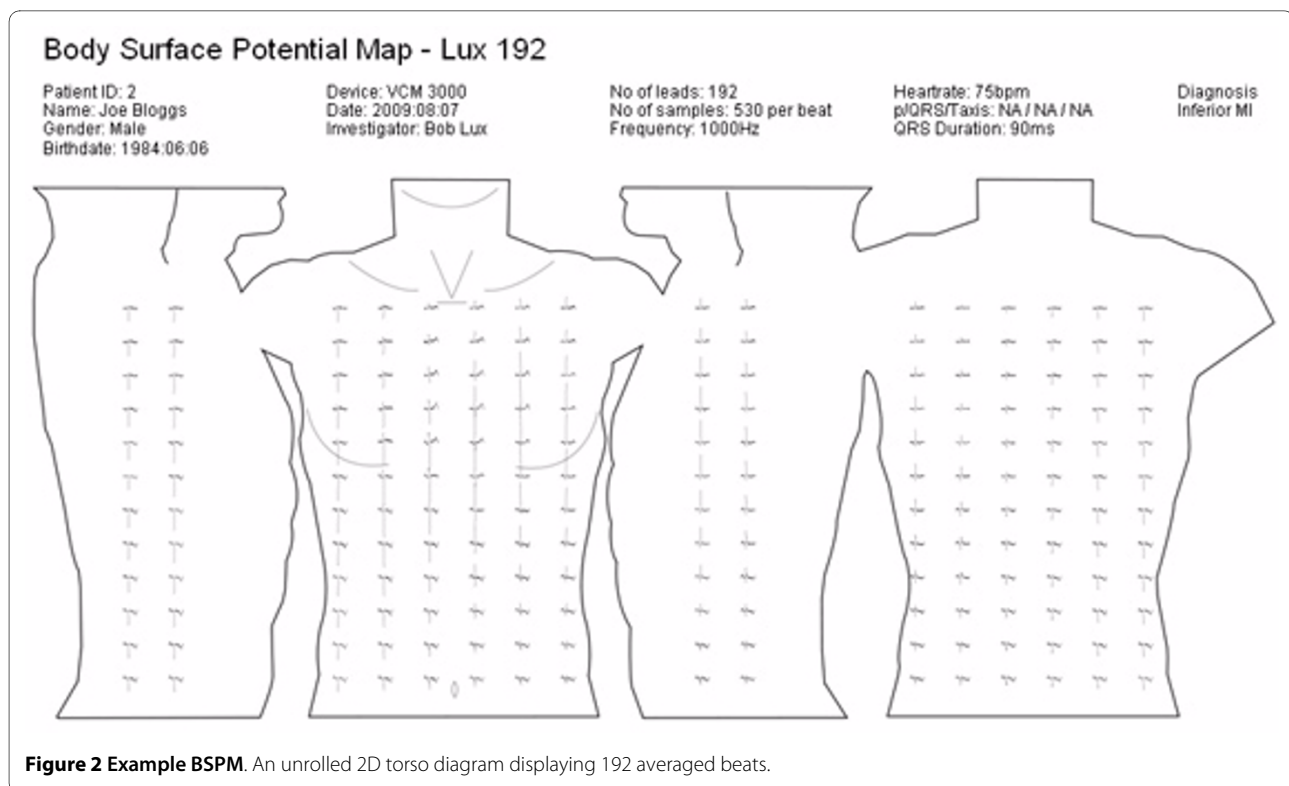 Body Surface Potential Map - Lux 192
Patient ID: 2
Name: Joe Bloggs
Gender: Male
Birthdate: 1984:06:06
Device: VCM 3000
Date: 2009:08:07
Investigator: Bob Lux
No of leads: 192
No of samples: 530 per beat
Frequency: 1000Hz
Heartrate: 75bpm
p/QRS/Taxis: NA / NA / NA
QRS Duration: 90ms
Diagnosis
Inferior MI
Figure 2 Example BSPM. An unrolled 2D torso diagram displaying 192 averaged beats.